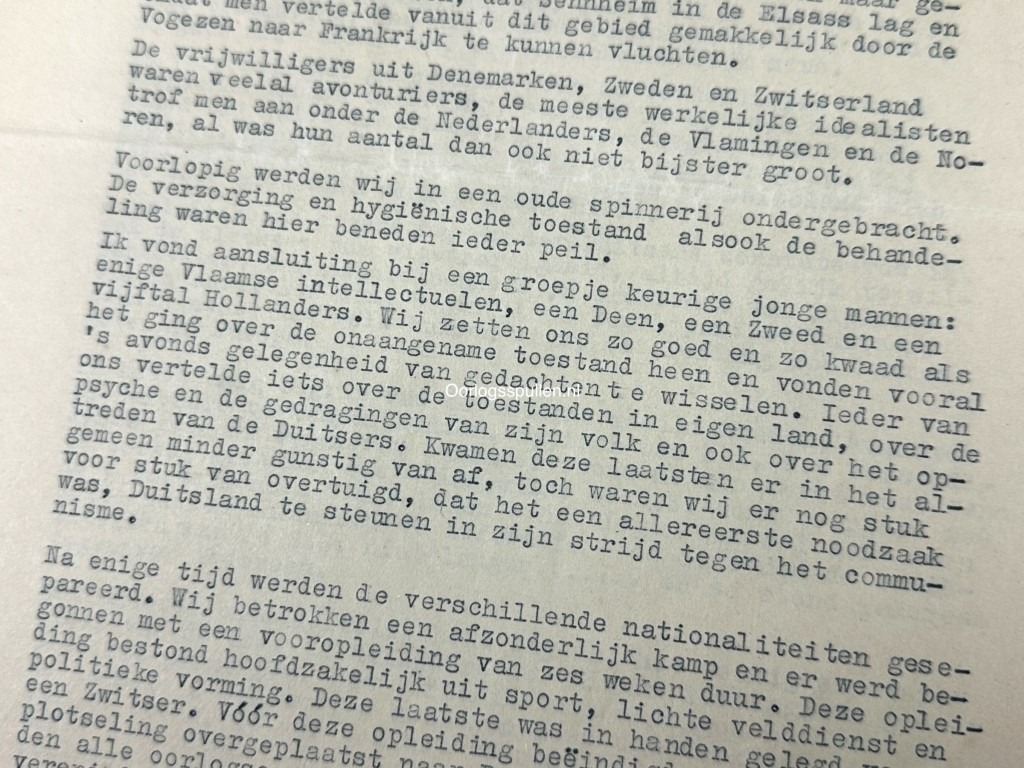 men vertelde vanuit dit gebied gemakkelijk door de
dat Sennheim in de Elsass lag en
Vogezen naar Frankrijk te kunnen vluchten.
De vrijwilligers uit Denemarken, Zweden en Zwitserland
waren veelal avonturiers, de meeste werkelijke idealisten
trof men aan onder de Nederlanders, de Vlamingen en de No-
ren, al was hun aantal dan ook niet bijster groot.
Voorlopig werden wij in een oude spinnerij ondergebracht.
De verzorging en hygiënische toestand alsook de behande-
ling waren hier beneden ieder peil.
Ik vond aansluiting bij een groepje keurige jonge mannen:
enige Vlaamse intellectuelen, een Deen, een Zweed en een
vijftal Hollanders. Wij zetten ons zo goed en zo kwaad als
het ging over de onaangename toestand heen en vonden vooral
's avonds gelegenheid van gedachten te wisselen. Ieder van
ons vertelde iets over de toestanden in eigen land, over de
psyche en de gedragingen van zijn volk en ook over het op-
treden van de Duitsers. Kwamen deze laatsten er in het al-
gemeen minder gunstig van af, toch waren wij er nog stuk
voor stuk van overtuigd, dat het een allereerste noodzaak
was, Duitsland te steunen in zijn strijd tegen het commu-
nisme.
Na enige tijd werden de verschillende nationaliteiten gese-
pareerd. Wij betrokken een afzonderlijk kamp en er werd be-
gonnen met een vooropleiding van zes weken duur. Deze oplei-
ding bestond hoofdzakelijk uit sport, lichte velddienst en
politieke vorming. Deze laatste was in handen gelegd
een Zwitser. Vóór deze opleiding beëindigd
plotseling overgeplaatst naar
den alle
Oorlogsspullen.nl